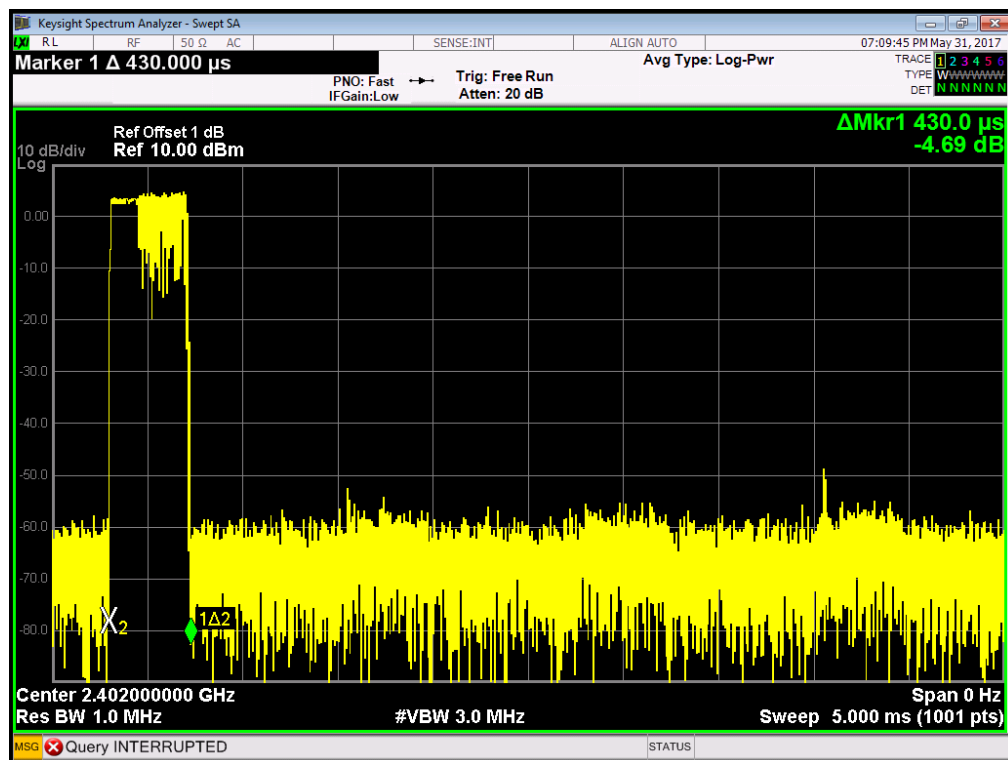 Keysight Spectrum Analyzer - Swept SA
LXI RL RF 50 Ω AC SENSE:INT ALIGN AUTO 07:09:45 PM May 31, 2017
Marker 1 Δ 430.000 µs
PNO: Fast
IFGain:Low
Trig: Free Run
Atten: 20 dB
Avg Type: Log-Pwr
TRACE 1 2 3 4 5 6
TYPE WWWWWW
DET N N N N N N
ΔMkr1 430.0 µs
-4.69 dB
Ref Offset 1 dB
10 dB/div Ref 10.00 dBm
Log
0.00
-10.0
-20.0
-30.0
-40.0
-50.0
-60.0
-70.0
-80.0
X2
1Δ2
Center 2.402000000 GHz Span 0 Hz
Res BW 1.0 MHz #VBW 3.0 MHz Sweep 5.000 ms (1001 pts)
MSG Query INTERRUPTED STATUS